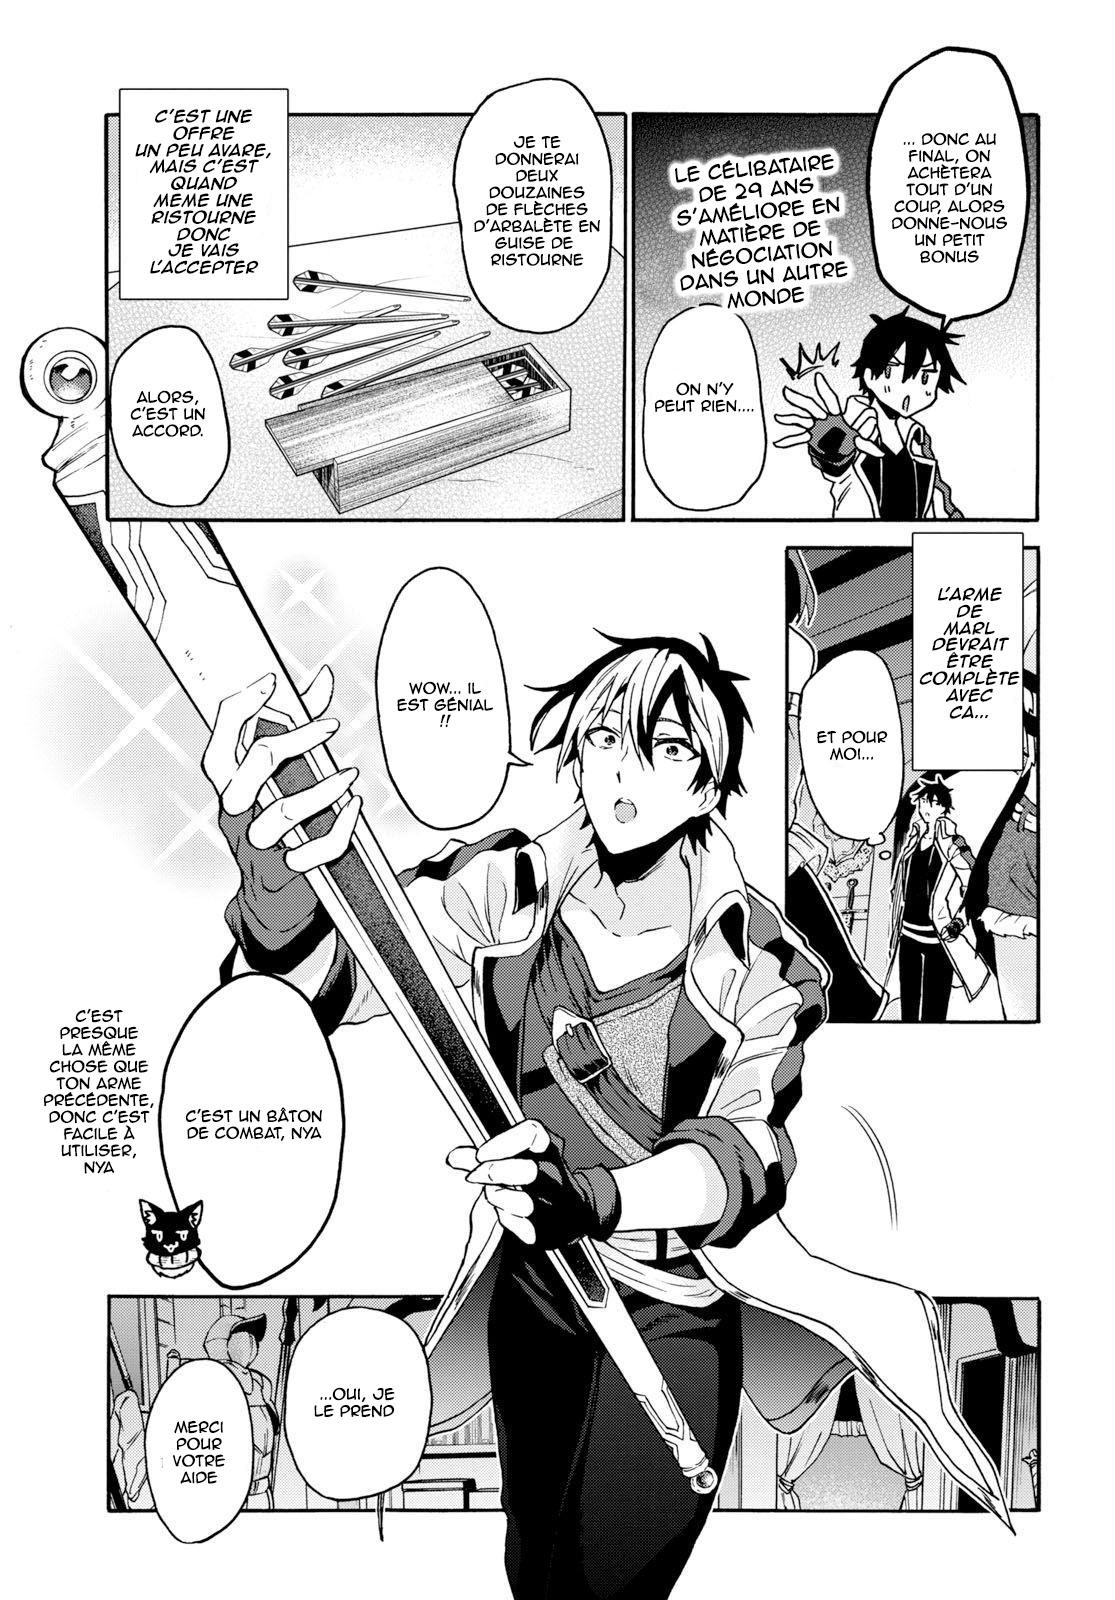 ... DONC AU
FINAL, ON
ACHÈTERA
TOUT D'UN
COUP, ALORS
DONNE-NOUS
UN PETIT
BONUS
LE CÉLIBATAIRE
DE 29 ANS
S'AMÉLIORE EN
MATIÈRE DE
NÉGOCIATION
DANS UN AUTRE
MONDE
ON N'Y
PEUT RIEN....
JE TE
DONNERAI
DEUX
DOUZAINES
DE FLÈCHES
D'ARBALÈTE EN
GUISE DE
RISTOURNE
C'EST UNE
OFFRE
UN PEU AVARE,
MAIS C'EST
QUAND
MEME UNE
RISTOURNE
DONC
JE VAIS
L'ACCEPTER
ALORS,
C'EST UN
ACCORD.
L'ARME
DE
MARL
DEVRAIT
ÊTRE
COMPLÈTE
AVEC
CA...
ET POUR
MOI...
WOW... IL
EST GÉNIAL
!!
C'EST UN BÂTON
DE COMBAT, NYA
C'EST
PRESQUE
LA MÊME
CHOSE QUE
TON ARME
PRÉCÉDENTE,
DONC C'EST
FACILE À
UTILISER,
NYA
...OUI, JE
LE PREND
MERCI
POUR
VOTRE
AIDE